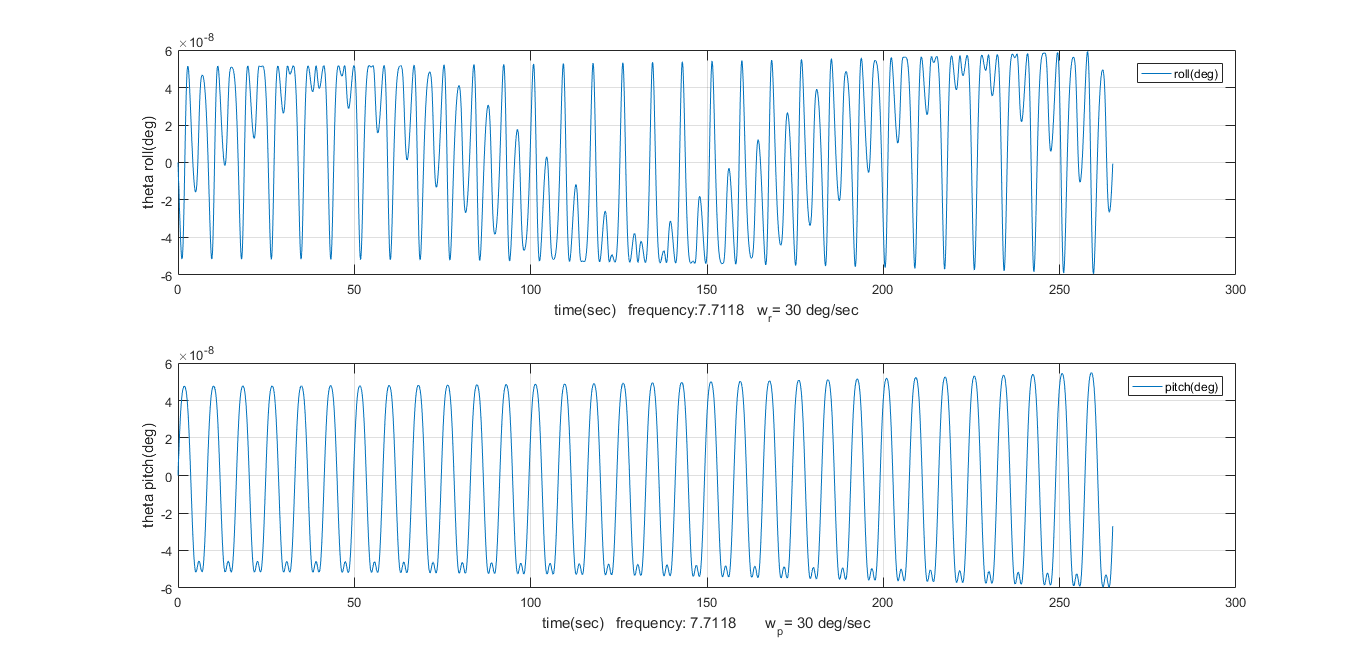 ×10-8
6
4
2
0
-2
-4
-6
theta roll(deg)
roll(deg)
0 50 100 150 200 250 300
time(sec) frequency:7.7118 wr= 30 deg/sec
×10-8
6
4
2
0
-2
-4
-6
theta pitch(deg)
pitch(deg)
0 50 100 150 200 250 300
time(sec) frequency: 7.7118 wp= 30 deg/sec